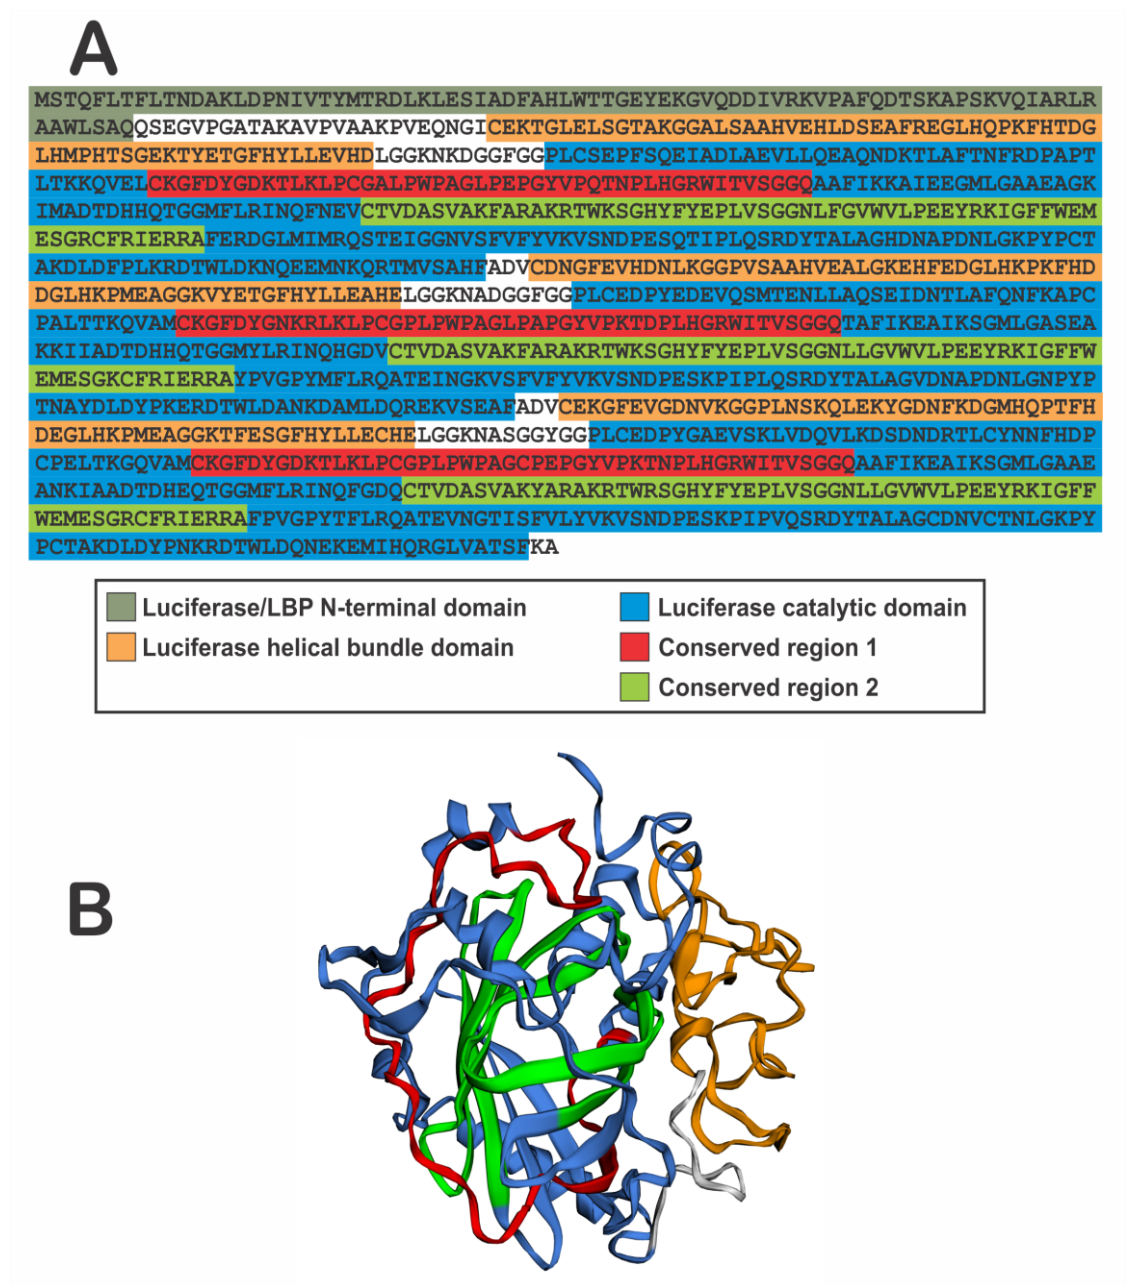 A
MSTQFLTFLTNDAKLDPNIVTYMTRDLKLESIADFAHLWTTGEYEKGVQDDIVRKVPAFQDTSKAPSKVQIARLR
AAWLSAQQSEGVPGATAKAVPVAAKPVEQNGICEKTGLELSGTAKGGALSAAHVEHLDSEAFREGLHQPKFHTDG
LHMPHTSGEKTYETGFHYLLEVHDLGGKNKDGGFGGPLCSEPFSQEIADLAEVLLQEAQNDKTLAFTNFRDPAPT
LTKKQVELCKGFDYGDKTLKLPCGALPWPAGLPEPGYVPQTNPLHGRWITVSGGQAAFIKKAIEEGMLGAAEAGK
IMADTDHHQTGGMFLRINQFNEVCTVDASVAKFARAKRTWKSGHYFYEPLVSGGNLFGVWVLPEEYRKIGFFWEM
ESGRCFRIERRAFERDGLMIMRQSTEIGGNVSFVFYVKVSNDPESQTIPLQSRDYTALAGHDNAPDNLGKPYPCT
AKDLDFPLKRDTWLDKNQEEMNKQRTMVSAHFADVCDNGFEVHDNLKGGPVSAAHVEALGKEHFEDGLHKPKFHD
DGLHKPMEAGGKVYETGFHYLLEAHELGGKNADGGFGGPLCEDPYEDEVQSMTENLLAQSEIDNTLAFQNFKAPC
PALTTKQVAMCKGFDYGNKRLKLPCGPLPWPAGLPAPGYVPKTDPLHGRWITVSGGQTAFIKEAIKSGMLGASEA
KKIIADTDHHQTGGMYLRINQHGDVCTVDASVAKFARAKRTWKSGHYFYEPLVSGGNLLGVWVLPEEYRKIGFFW
EMESGKCFRIERRAYPVGPYMFLRQATEINGKVSFVFYVKVSNDPESKPIPLQSRDYTALAGVDNAPDNLGNPYP
TNAYDLDYPKERDTWLDANKDAMLDQREKVSEAFADVCEKGFEVGDNVKGGPLNSKQLEKYGDNFKDGMHQPTFH
DEGLHKPMEAGGKTFESGFHYLLECHELGGKNASGGYGGPLCEDPYGAEVSKLVDQVLKDSDNDRTLCYNNFHDP
CPELTKGQVAMCKGFDYGDKTLKLPCGPLPWPAGCPEPGYVPKTNPLHGRWITVSGGQAAFIKEAIKSGMLGAAE
ANKIAADTDHEQTGGMFLRINQFGDQCTVDASVAKYARAKRTWRSGHYFYEPLVSGGNLLGVWVLPEEYRKIGFF
WEMESGRCFRIERRAFPVGPYTFLRQATEVNGTISFVLYVKVSNDPESKPIPVQSRDYTALAGCDNVCTNLGKPY
PCTAKDLDYPNKRDTWLDQNEKEMIHQRGLVATSFKA
Luciferase/LBP N-terminal domain
Luciferase helical bundle domain
Luciferase catalytic domain
Conserved region 1
Conserved region 2
B